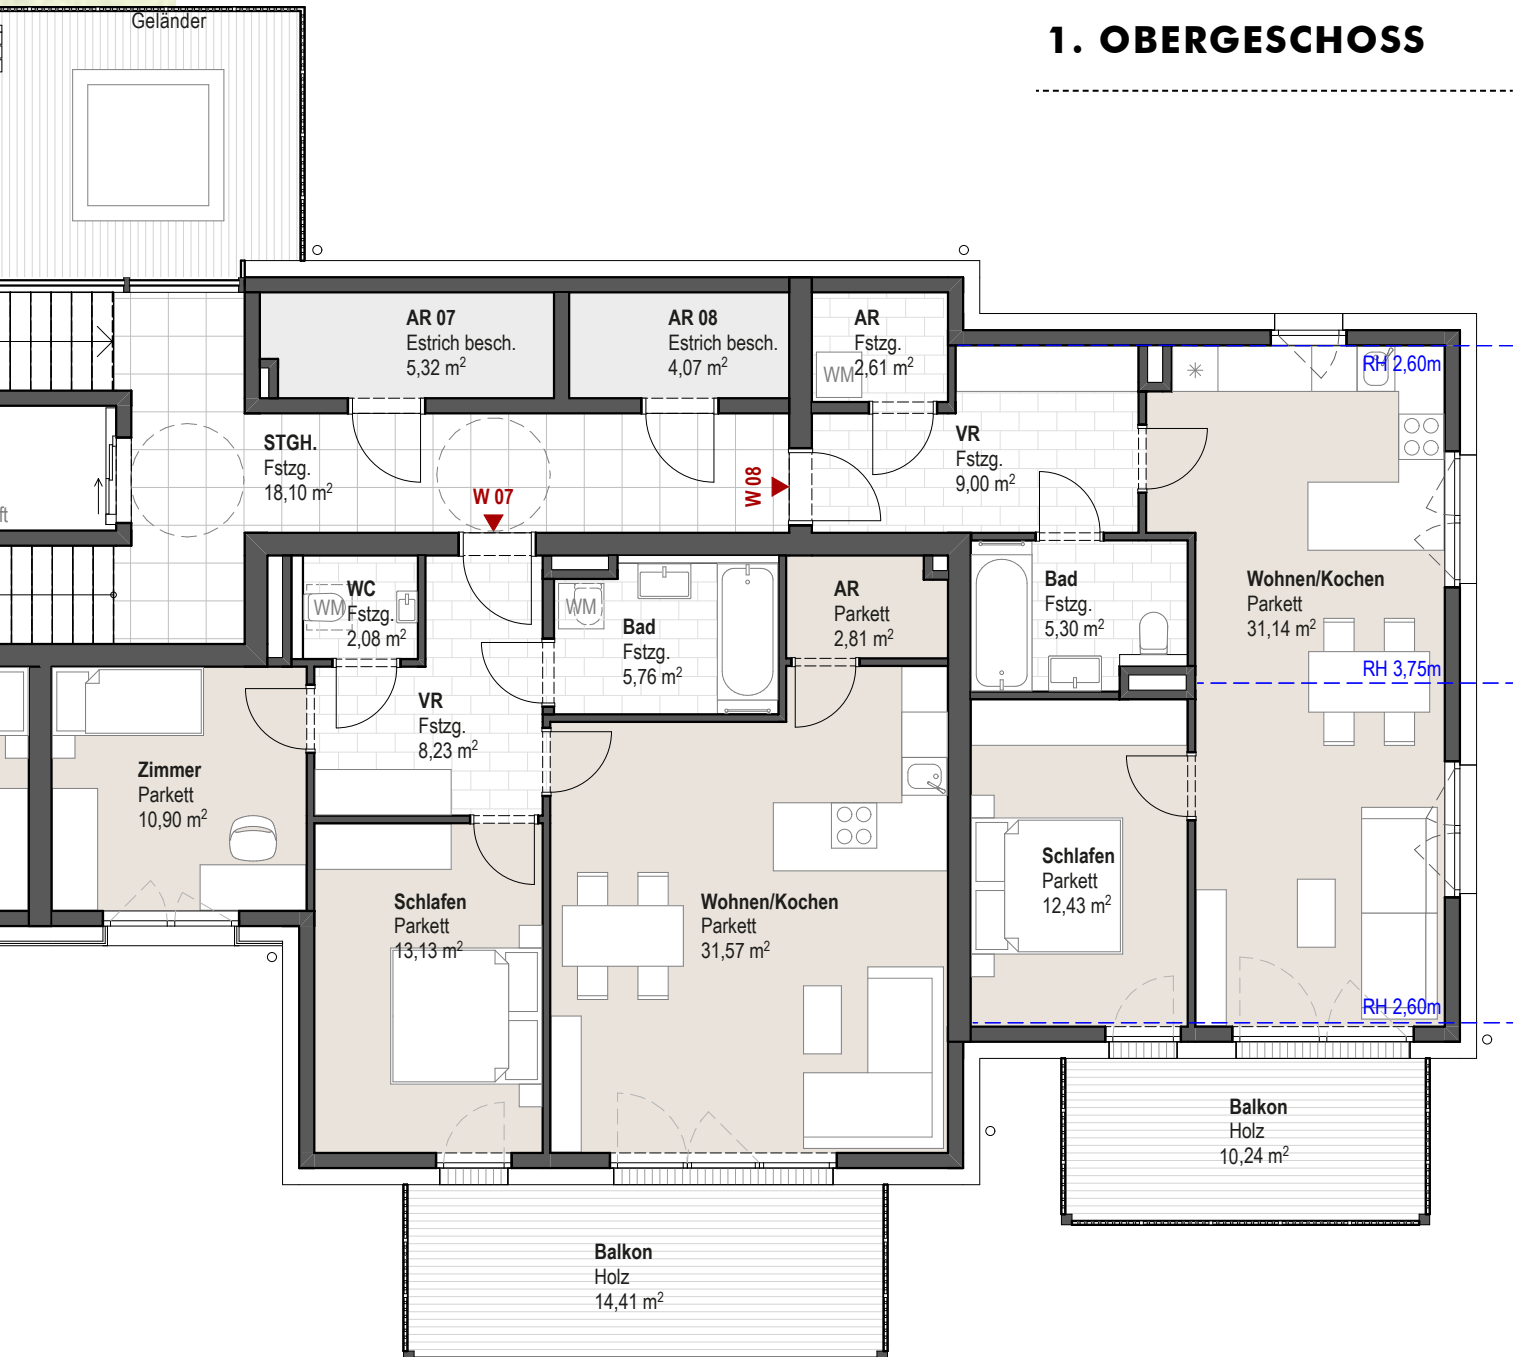 Geländer
1. OBERGESCHOSS
AR 07
Estrich besch.
5,32 m²
AR 08
Estrich besch.
4,07 m²
AR
Fstzg.
2,61 m²
WM
RH 2,60m
STGH.
Fstzg.
18,10 m²
W 07
W 08
VR
Fstzg.
9,00 m²
ft
WC
Fstzg.
2,08 m²
WM
WM
Bad
Fstzg.
5,76 m²
AR
Parkett
2,81 m²
Bad
Fstzg.
5,30 m²
Wohnen/Kochen
Parkett
31,14 m²
RH 3,75m
VR
Fstzg.
8,23 m²
Zimmer
Parkett
10,90 m²
Schlafen
Parkett
13,13 m²
Wohnen/Kochen
Parkett
31,57 m²
Schlafen
Parkett
12,43 m²
RH 2,60m
Balkon
Holz
10,24 m²
Balkon
Holz
14,41 m²